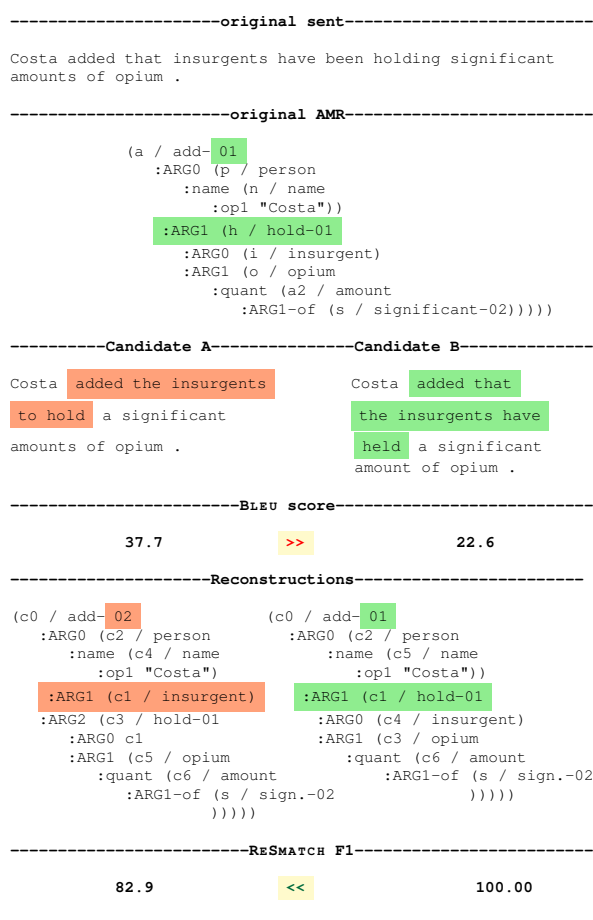 ----------------------original sent--------------------------
Costa added that insurgents have been holding significant
amounts of opium .
-----------------------original AMR--------------------------
(a / add-01
:ARG0 (p / person
:name (n / name
:op1 "Costa"))
:ARG1 (h / hold-01
:ARG0 (i / insurgent)
:ARG1 (o / opium
:quant (a2 / amount
:ARG1-of (s / significant-02)))))
----------Candidate A---------------Candidate B--------------
Costa added the insurgents
to hold a significant
amounts of opium .
Costa added that
the insurgents have
held a significant
amount of opium .
------------------------BLEU score---------------------------
37.7 >> 22.6
---------------------Reconstructions------------------------
(c0 / add-02
:ARG0 (c2 / person
:name (c4 / name
:op1 "Costa")
:ARG1 (c1 / insurgent)
:ARG2 (c3 / hold-01
:ARG0 c1
:ARG1 (c5 / opium
:quant (c6 / amount
:ARG1-of (s / sign.-02
)))))
(c0 / add-01
:ARG0 (c2 / person
:name (c5 / name
:op1 "Costa"))
:ARG1 (c1 / hold-01
:ARG0 (c4 / insurgent)
:ARG1 (c3 / opium
:quant (c6 / amount
:ARG1-of (s / sign.-02
)))))
-------------------------RESMATCH F1-------------------------
82.9 << 100.00